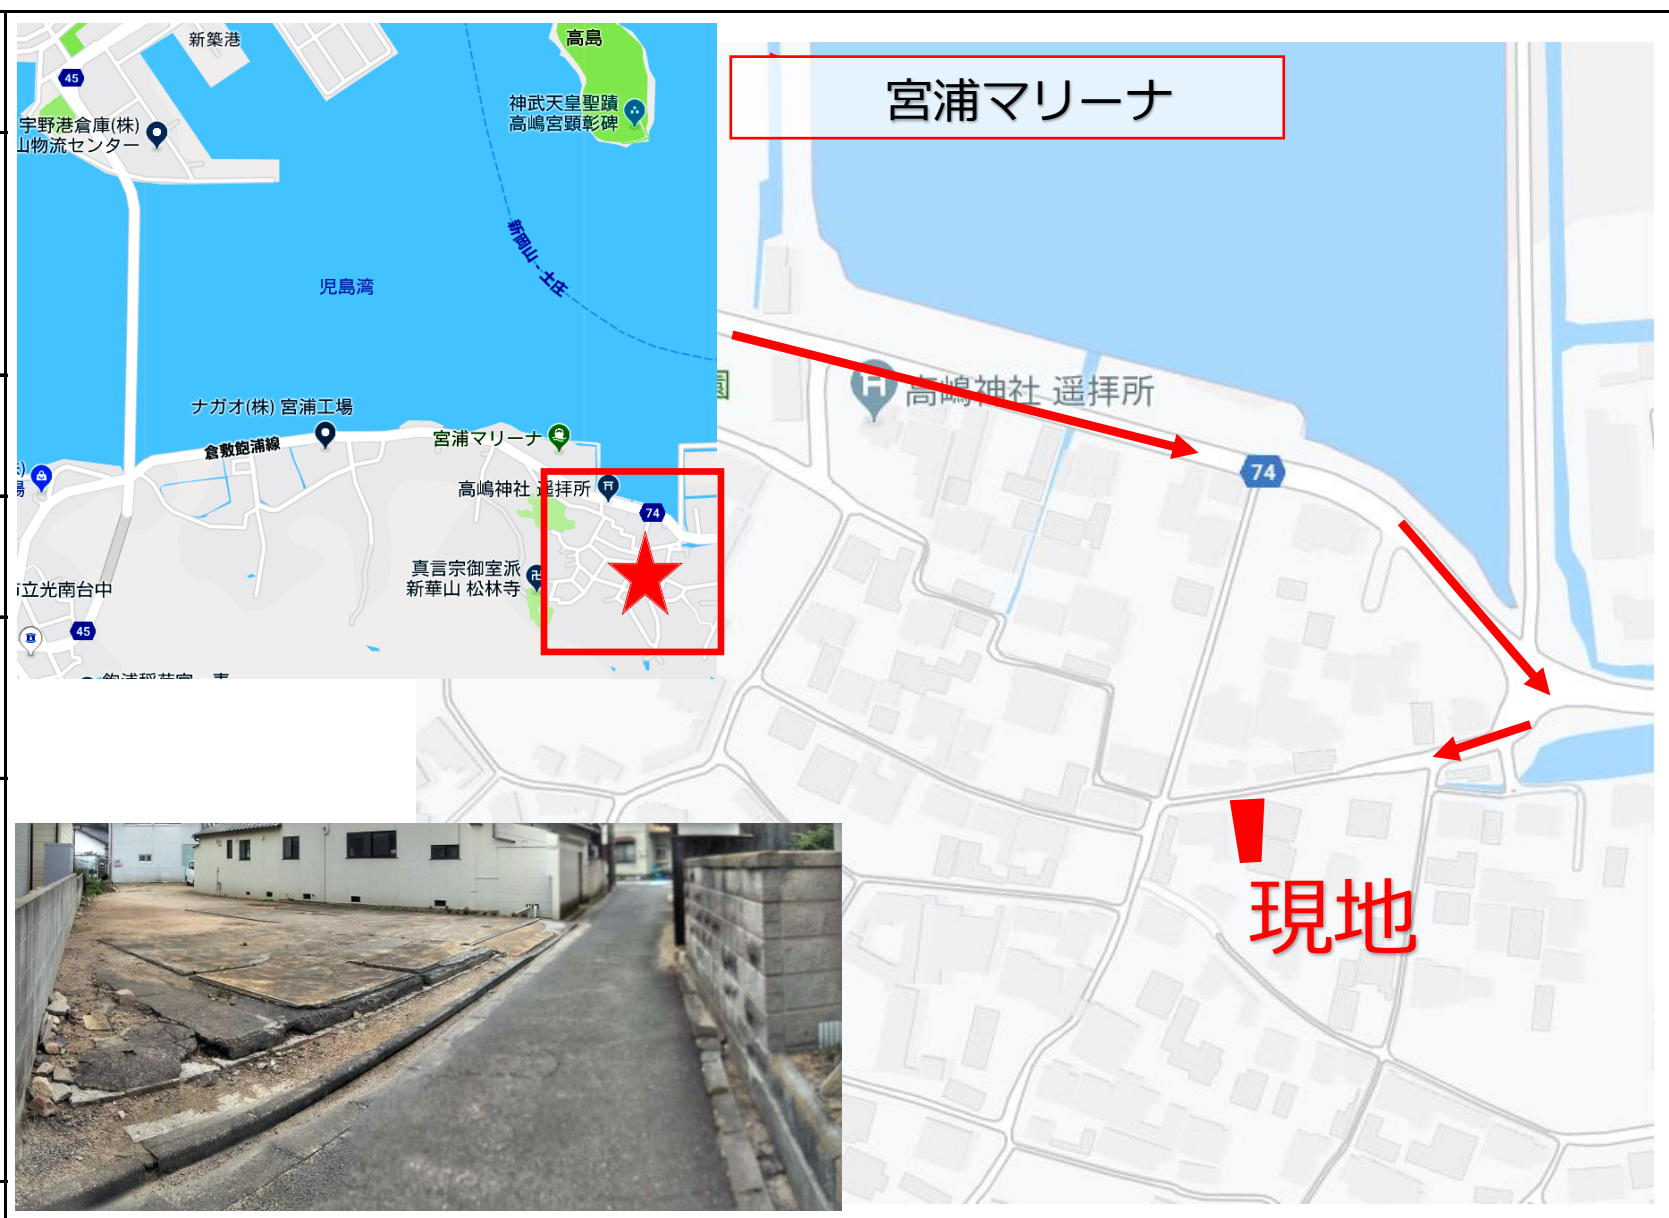 新築港
高島
45
神武天皇聖蹟
高嶋宮顕彰碑
宇野港倉庫(株)
山物流センター
新岡山 - 土庄
児島湾
ナガオ(株) 宮浦工場
倉敷飽浦線
宮浦マリーナ
高嶋神社 遥拝所
74
真言宗御室派
新華山 松林寺
立光南台中
45
宮浦マリーナ
園
高嶋神社 遥拝所
74
現地